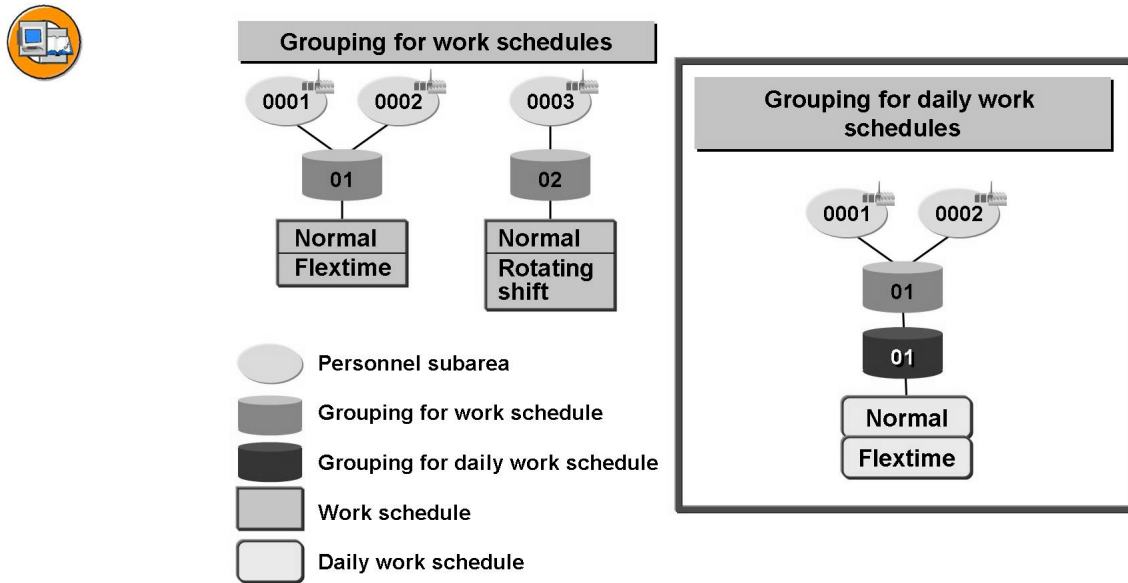 Grouping for work schedules
0001
0002
0003
01
02
Normal
Flextime
Normal
Rotating
shift
Personnel subarea
Grouping for work schedule
Grouping for daily work schedule
Work schedule
Daily work schedule
Grouping for daily work
schedules
0001
0002
01
01
Normal
Flextime